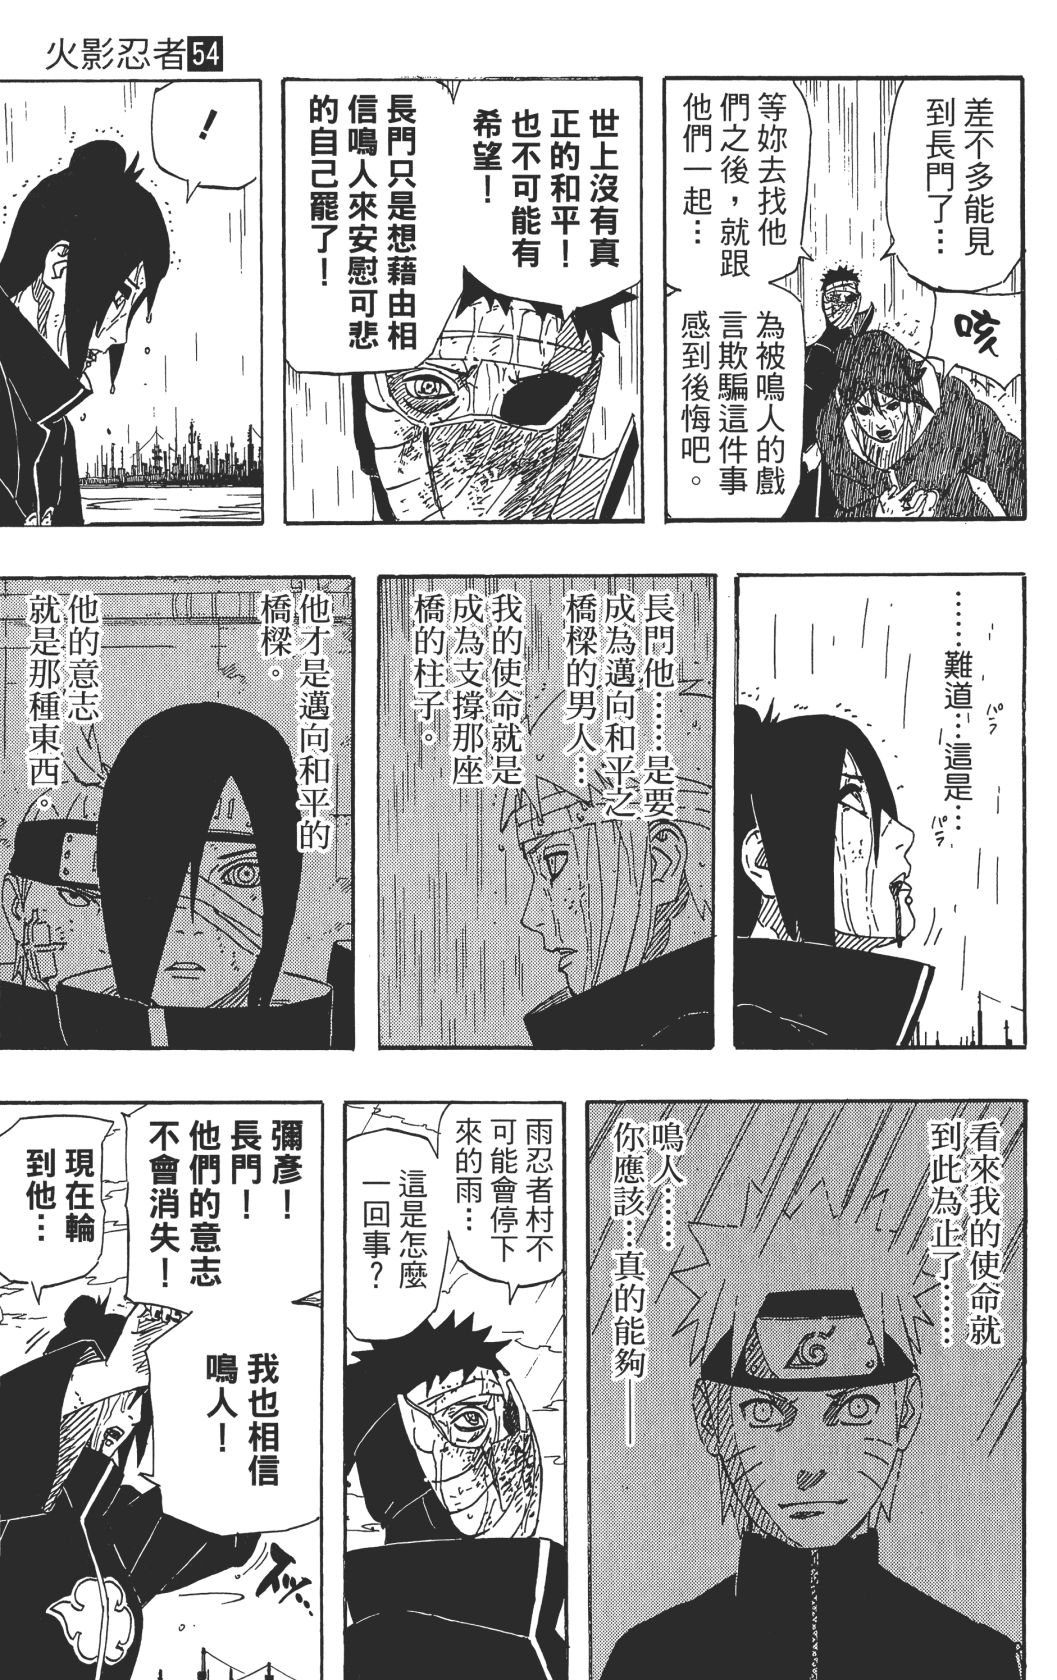 火影忍者54
差不多能見
到長門了…
咳
等妳去找他
們之後，就跟
他們一起…
為被鳴人的戲
言欺騙這件事
感到後悔吧。
世上沒有真
正的和平！
也不可能有
希望！
長門只是想藉由相
信鳴人來安慰可悲
的自己罷了！
！
……難道…這是…
パラ
パラ
長門他……是要
成為邁向和平之
橋樑的男人…
我的使命就是
成為支撐那座
橋的柱子。
他才是邁向和平的
橋樑。
他的意志
就是那種東西。
看來我的使命就
到此為止了……
鳴人……
你應該…真的能夠——
雨忍者村不
可能會停下
來的雨…
這是怎麼
一回事？
彌彥！
長門！
他們的意志
不會消失！
我也相信
鳴人！
現在輪
到他…